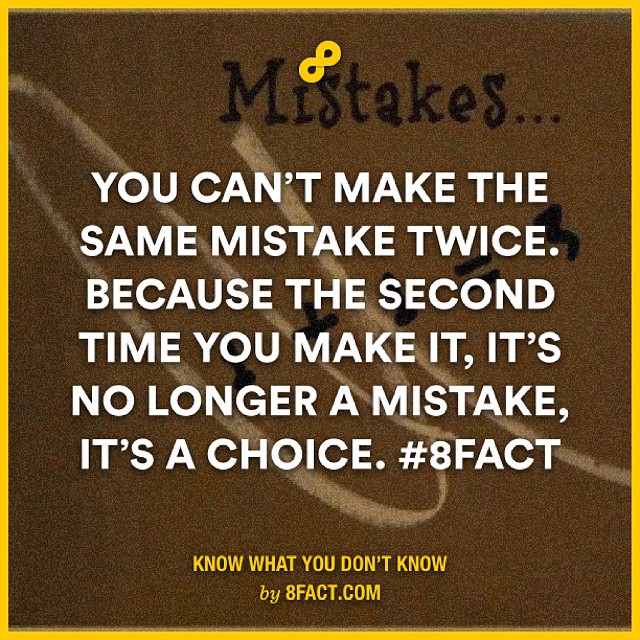 Mistakes...
YOU CAN'T MAKE THE
SAME MISTAKE TWICE.
BECAUSE THE SECOND
TIME YOU MAKE IT, IT'S
NO LONGER A MISTAKE,
IT'S A CHOICE. #8FACT
KNOW WHAT YOU DON'T KNOW
by 8FACT.COM